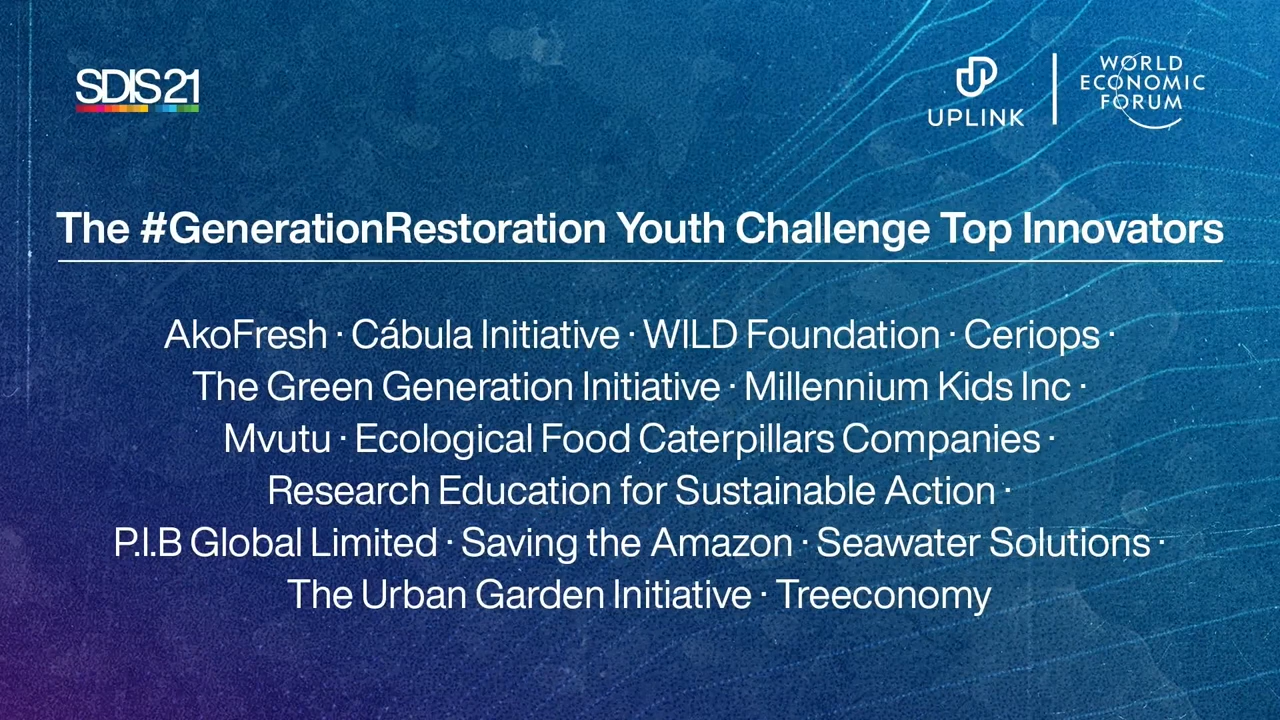 SDIS21
UPLINK
WORLD
ECONOMIC
FORUM
The #GenerationRestoration Youth Challenge Top Innovators
AkoFresh · Cábula Initiative · WILD Foundation · Ceriops ·
The Green Generation Initiative · Millennium Kids Inc ·
Mvutu · Ecological Food Caterpillars Companies ·
Research Education for Sustainable Action ·
P.I.B Global Limited · Saving the Amazon · Seawater Solutions ·
The Urban Garden Initiative · Treeconomy